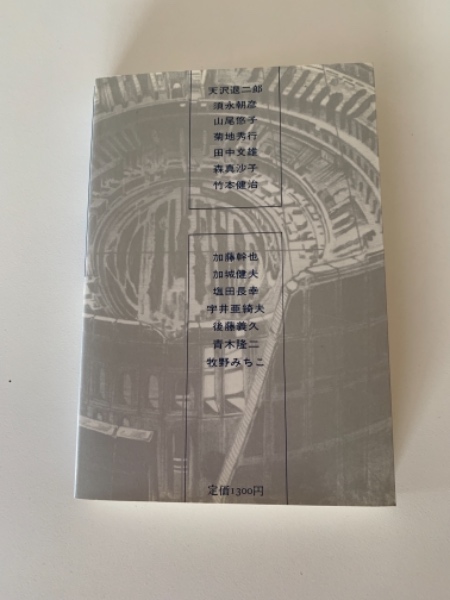 天沢退二郎
須永朝彦
山尾悠子
菊地秀行
田中文雄
森真沙子
竹本健治
加藤幹也
加城健夫
塩田長幸
宇井亜綺夫
後藤義久
青木隆二
牧野みちこ
定価1300円